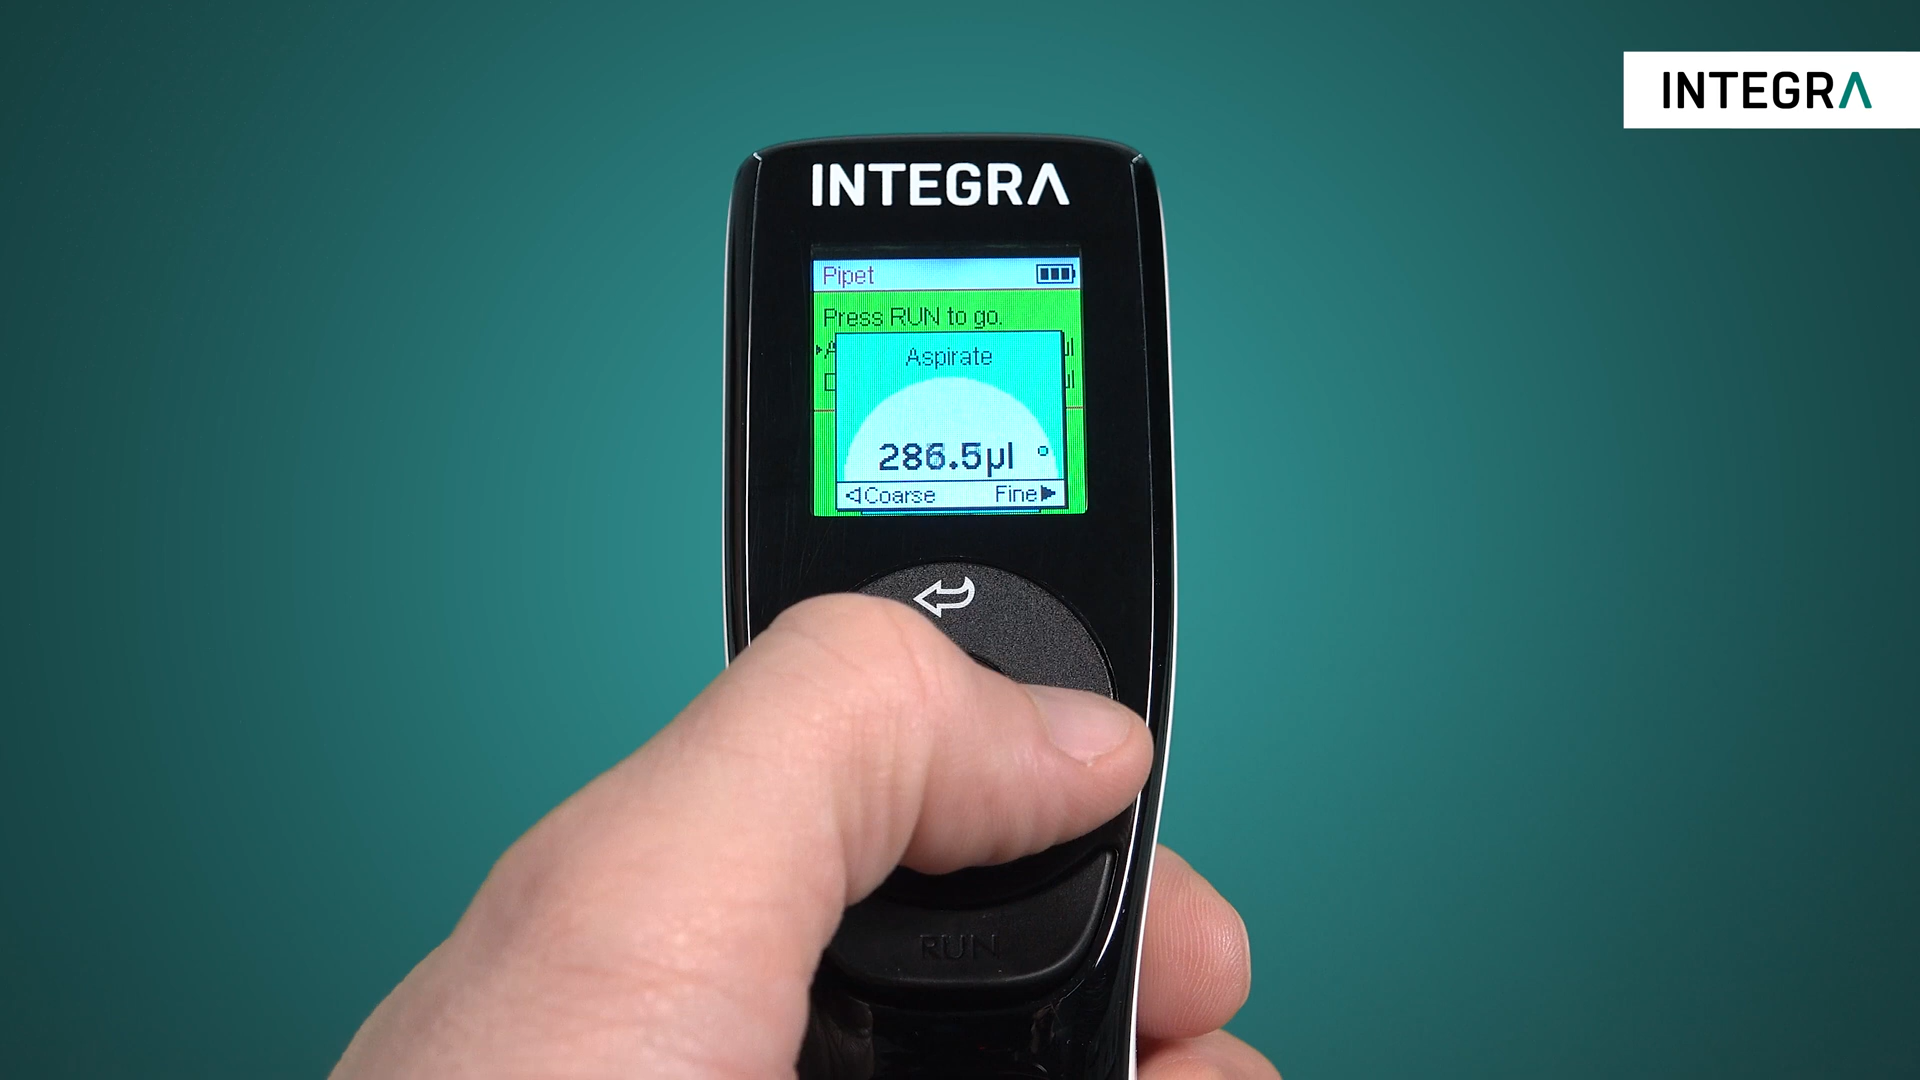 INTEGRA
INTEGRA
Pipet
Press RUN to go.
Aspirate
286.5µl
Coarse Fine
RUN